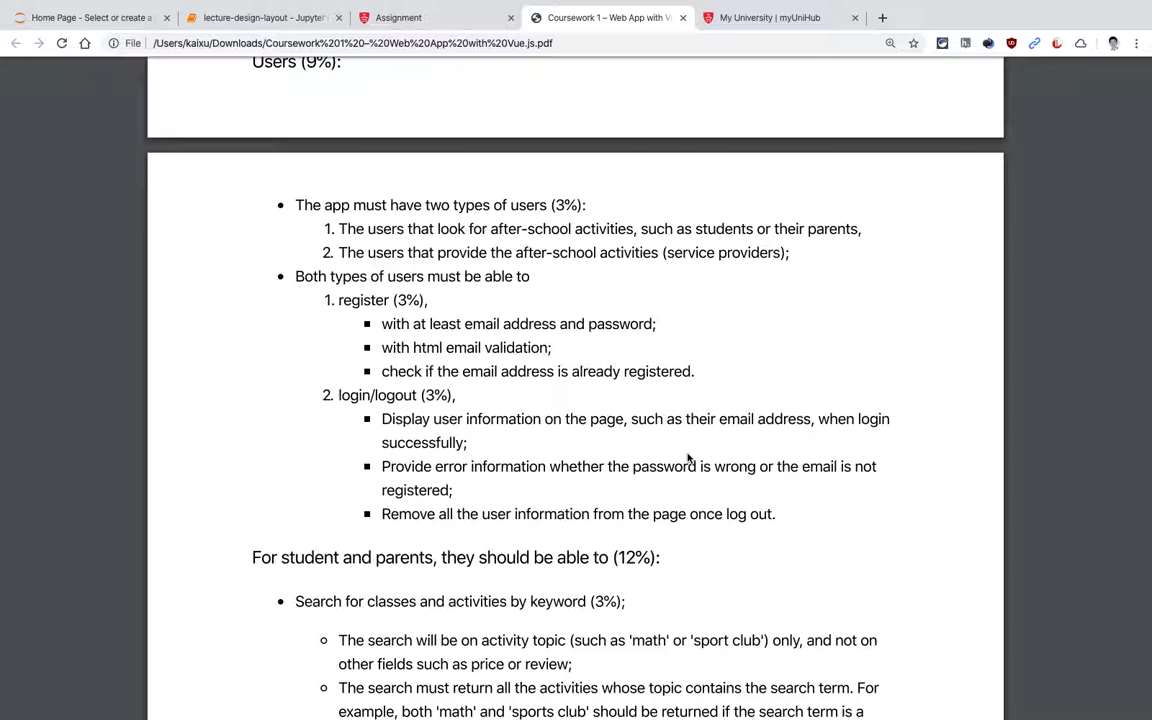 Home Page - Select or create a
lecture-design-layout - Jupyter
Assignment
Coursework 1 – Web App with V
My University | myUniHub
File
/Users/kaixu/Downloads/Coursework%201%20–%20Web%20App%20with%20Vue.js.pdf
Users (9%):
• The app must have two types of users (3%):
1. The users that look for after-school activities, such as students or their parents,
2. The users that provide the after-school activities (service providers);
• Both types of users must be able to
1. register (3%),
▪ with at least email address and password;
▪ with html email validation;
▪ check if the email address is already registered.
2. login/logout (3%),
▪ Display user information on the page, such as their email address, when login
successfully;
▪ Provide error information whether the password is wrong or the email is not
registered;
▪ Remove all the user information from the page once log out.
For student and parents, they should be able to (12%):
• Search for classes and activities by keyword (3%);
○ The search will be on activity topic (such as 'math' or 'sport club') only, and not on
other fields such as price or review;
○ The search must return all the activities whose topic contains the search term. For
example, both 'math' and 'sports club' should be returned if the search term is a